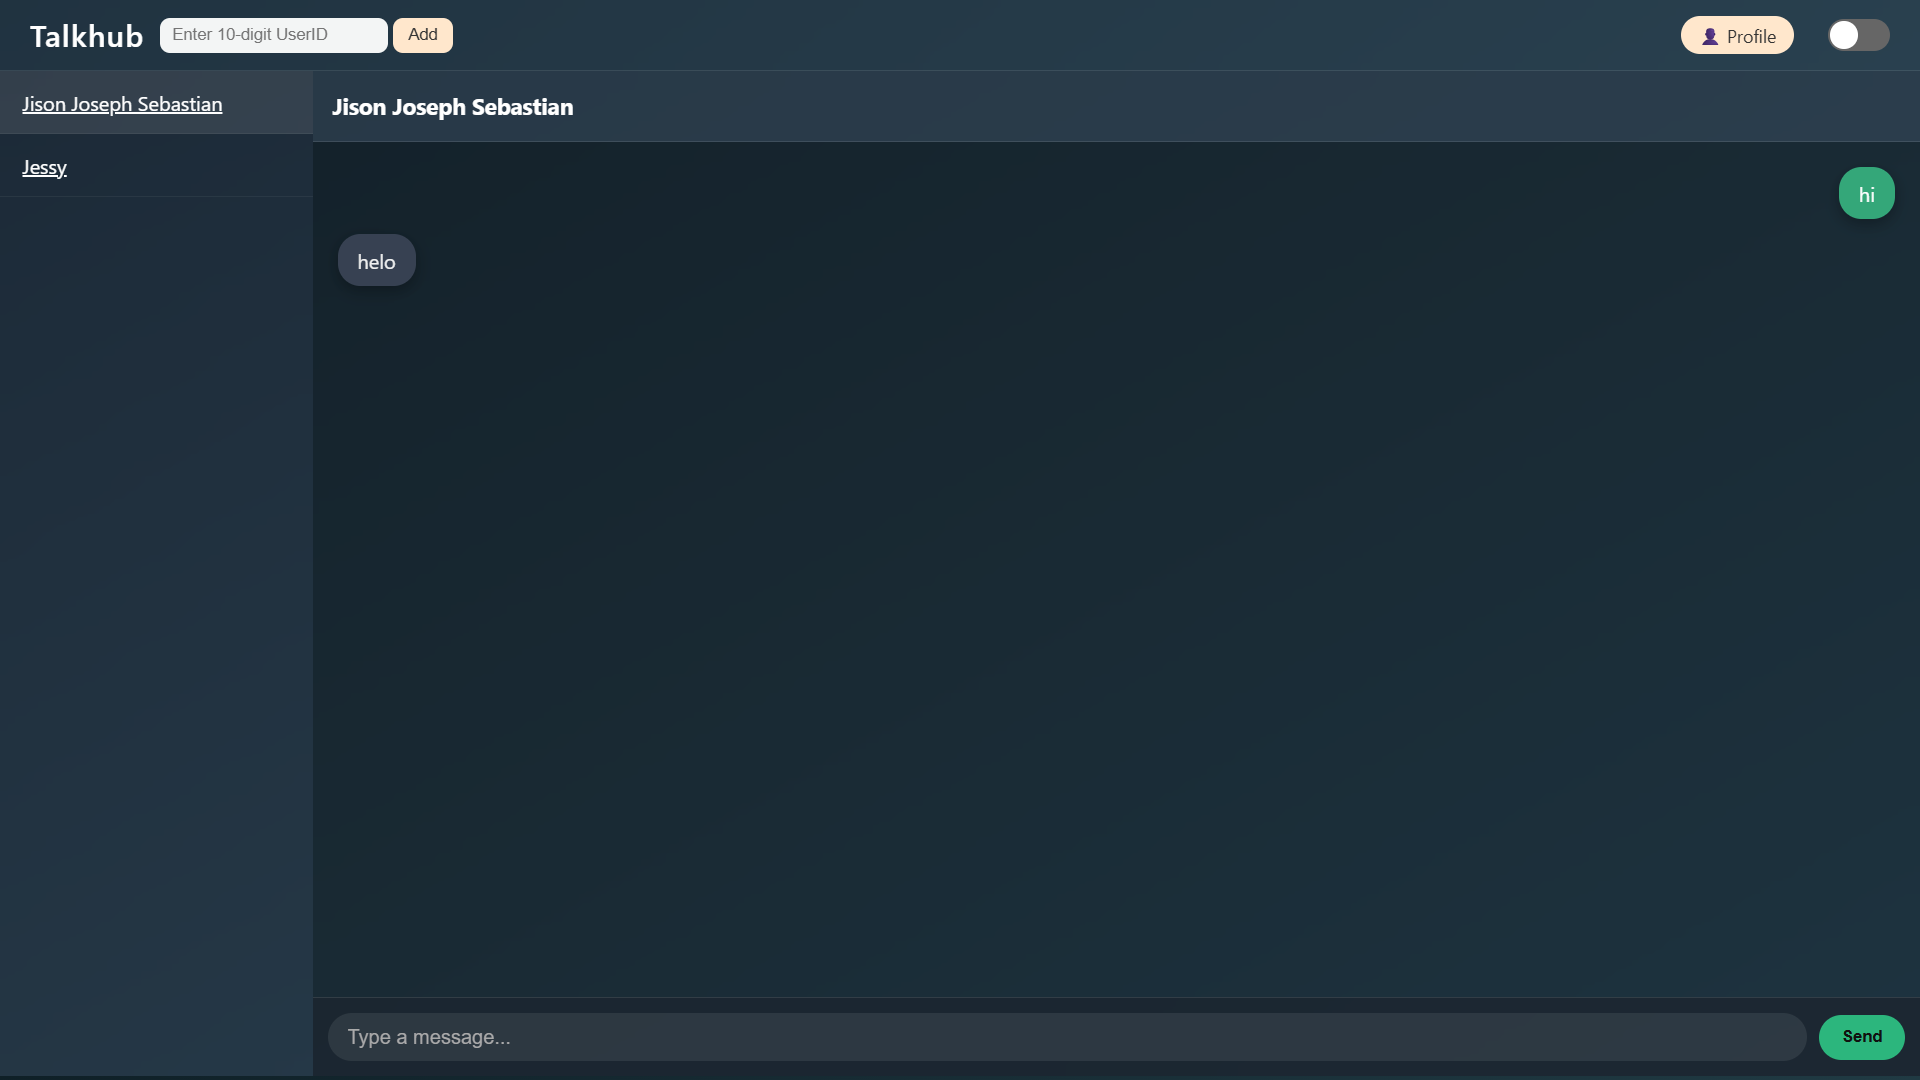 Talkhub
Enter 10-digit UserID
Add
Profile
Jison Joseph Sebastian
Jessy
Jison Joseph Sebastian
hi
helo
Type a message...
Send